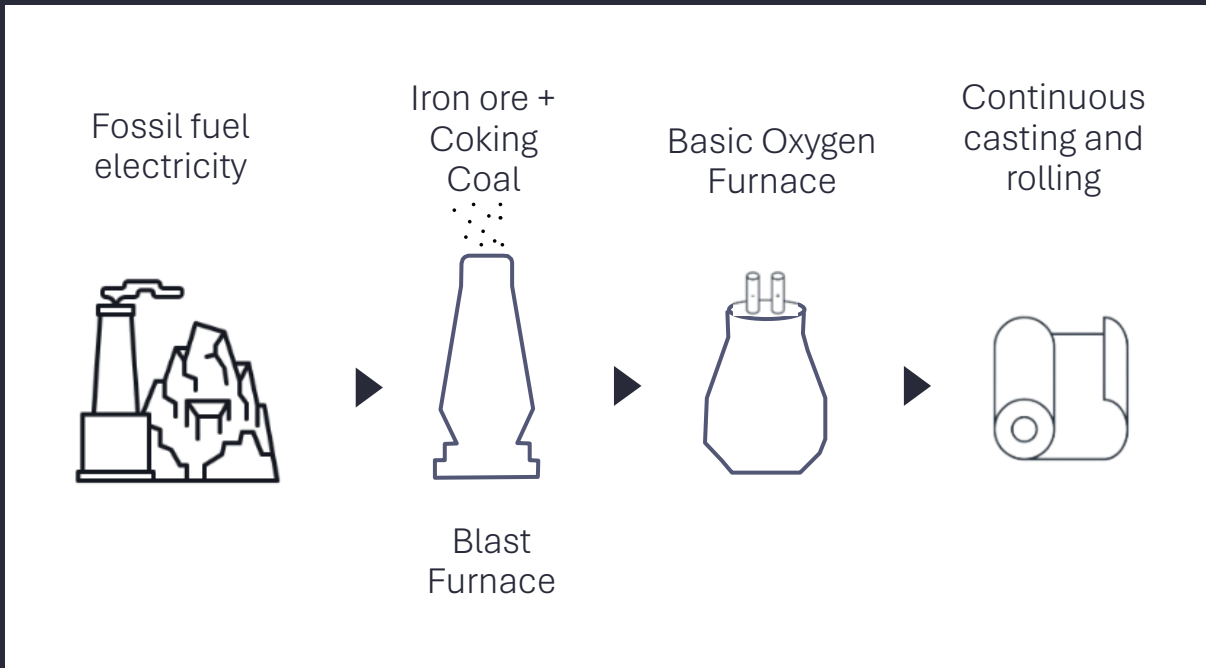 Fossil fuel
electricity
Iron ore +
Coking
Coal
Blast
Furnace
Basic Oxygen
Furnace
Continuous
casting and
rolling